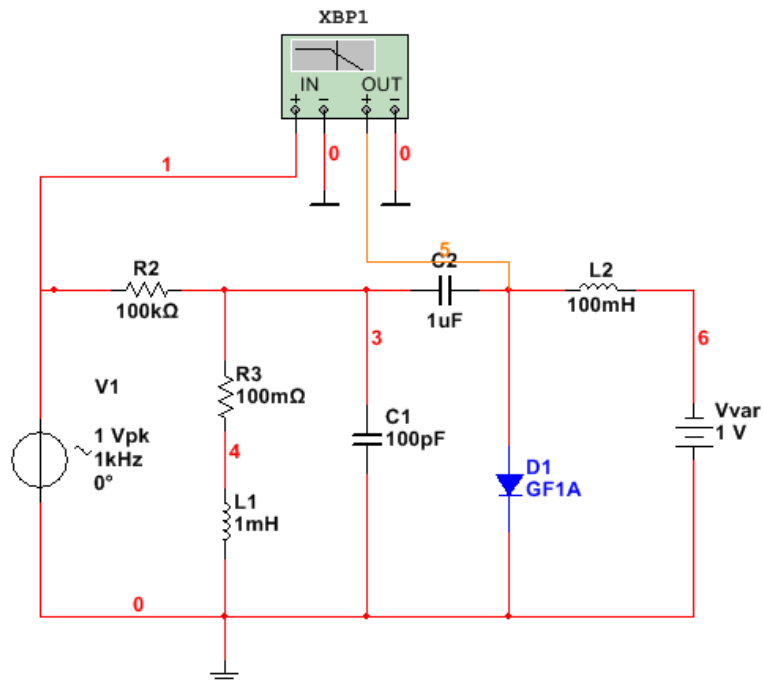 XBP1
IN OUT
+ − + −
1
0
0
5
R2
100kΩ
C2
1uF
L2
100mH
3
6
R3
100mΩ
V1
1 Vpk
1kHz
0°
C1
100pF
Vvar
1 V
4
D1
GF1A
L1
1mH
0